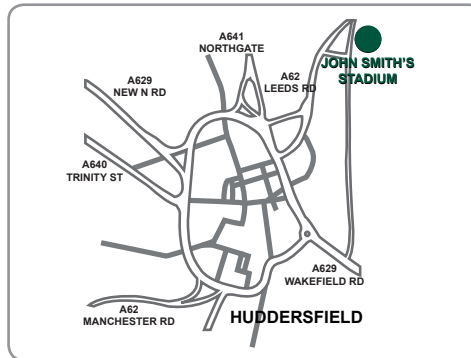 A641
NORTHGATE
JOHN SMITH'S
STADIUM
A629
NEW N RD
A62
LEEDS RD
A640
TRINITY ST
A629
WAKEFIELD RD
A62
MANCHESTER RD
HUDDERSFIELD